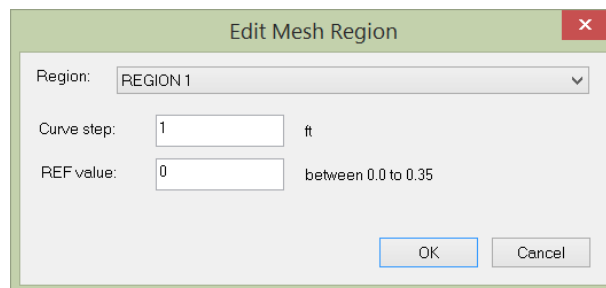 Edit Mesh Region
Region: REGION 1
Curve step: 1 ft
REF value: 0 between 0.0 to 0.35
OK Cancel